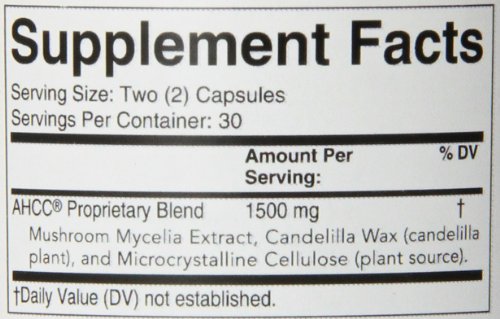 Supplement Facts
Serving Size: Two (2) Capsules
Servings Per Container: 30
Amount Per Serving: % DV
AHCC® Proprietary Blend 1500 mg †
Mushroom Mycelia Extract, Candelilla Wax (candelilla
plant), and Microcrystalline Cellulose (plant source).
†Daily Value (DV) not established.